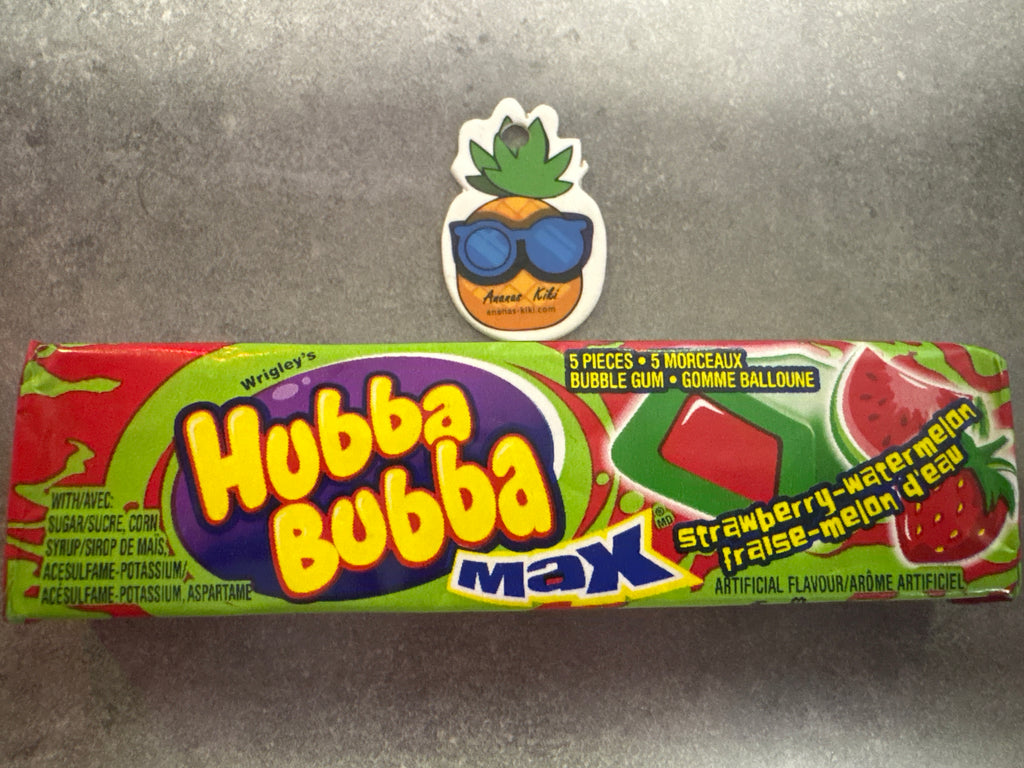 Ananas Kiki
ananas-kiki.com
Wrigley's
Hubba
Bubba
MaX
5 PIECES • 5 MORCEAUX
BUBBLE GUM • GOMME BALLOUNE
®
MD
strawberry-watermelon
fraise-melon d'eau
ARTIFICIAL FLAVOUR/ARÔME ARTIFICIEL
WITH/AVEC:
SUGAR/SUCRE, CORN
SYRUP/SIROP DE MAÏS,
ACESULFAME-POTASSIUM/
ACÉSULFAME-POTASSIUM, ASPARTAME